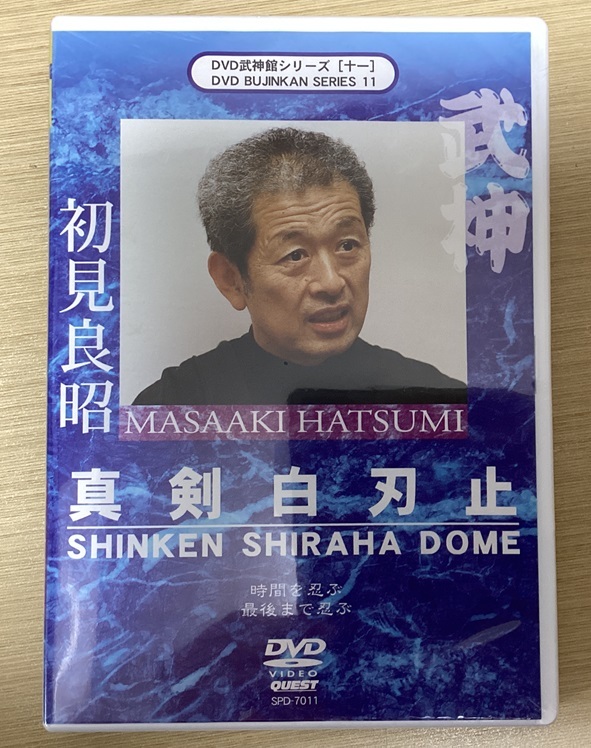 DVD武神館シリーズ［十一］
DVD BUJINKAN SERIES 11
武神
初見良昭
MASAAKI HATSUMI
真剣白刃止
SHINKEN SHIRAHA DOME
時間を忍ぶ
最後まで忍ぶ
DVD
VIDEO
QUEST
SPD-7011